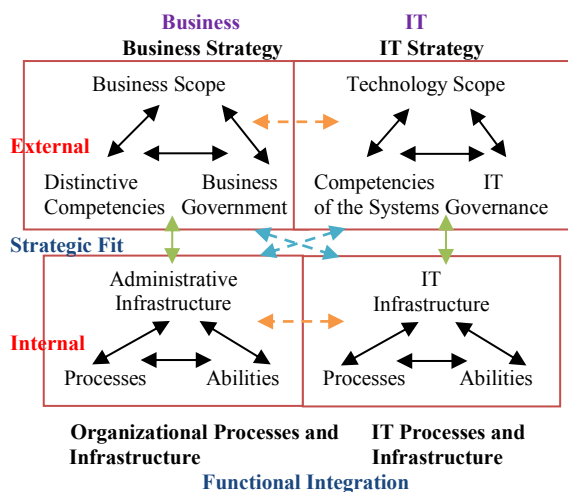 Business IT
Business Strategy IT Strategy
Business Scope Technology Scope
External
Distinctive Business Competencies IT
Competencies Government of the Systems Governance
Strategic Fit
Administrative IT
Infrastructure Infrastructure
Internal
Processes Abilities Processes Abilities
Organizational Processes and IT Processes and
Infrastructure Infrastructure
Functional Integration